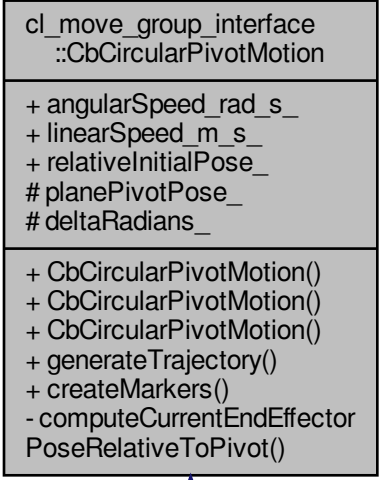 cl_move_group_interface
::CbCircularPivotMotion
+ angularSpeed_rad_s_
+ linearSpeed_m_s_
+ relativeInitialPose_
# planePivotPose_
# deltaRadians_
+ CbCircularPivotMotion()
+ CbCircularPivotMotion()
+ CbCircularPivotMotion()
+ generateTrajectory()
+ createMarkers()
- computeCurrentEndEffector
PoseRelativeToPivot()